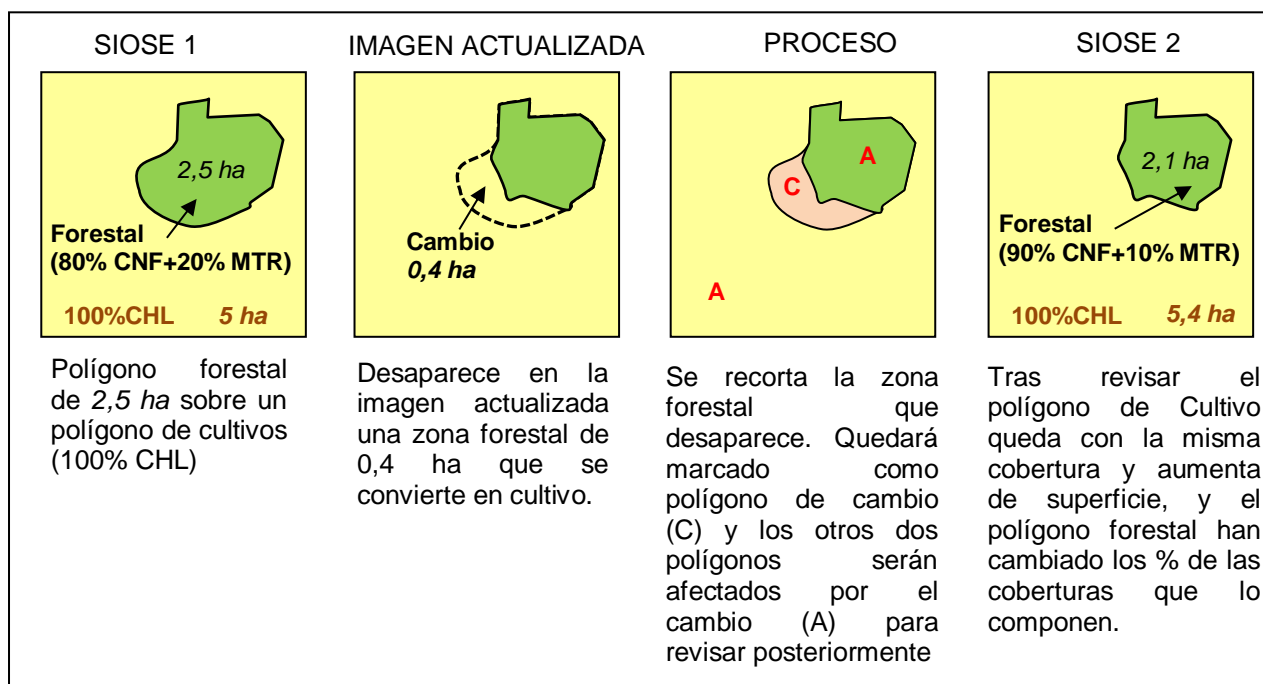 SIOSE 1
2,5 ha
Forestal
(80% CNF+20% MTR)
100%CHL 5 ha
Polígono forestal
de 2,5 ha sobre un
polígono de cultivos
(100% CHL)
IMAGEN ACTUALIZADA
Cambio
0,4 ha
Desaparece en la
imagen actualizada
una zona forestal de
0,4 ha que se
convierte en cultivo.
PROCESO
A
C
A
Se recorta la zona
forestal que
desaparece. Quedará
marcado como
polígono de cambio
(C) y los otros dos
polígonos serán
afectados por el
cambio (A) para
revisar posteriormente
SIOSE 2
2,1 ha
Forestal
(90% CNF+10% MTR)
100%CHL 5,4 ha
Tras revisar el
polígono de Cultivo
queda con la misma
cobertura y aumenta
de superficie, y el
polígono forestal han
cambiado los % de las
coberturas que lo
componen.